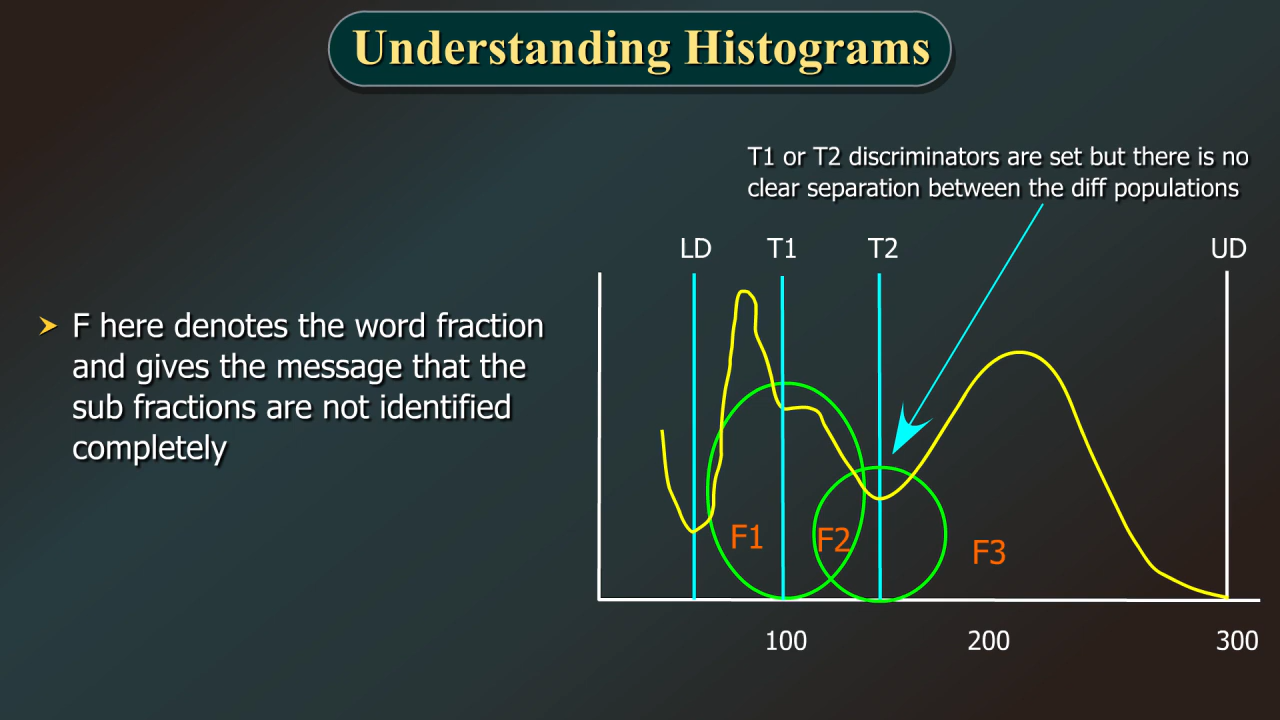 Understanding Histograms
T1 or T2 discriminators are set but there is no
clear separation between the diff populations
LD T1 T2 UD
F here denotes the word fraction
and gives the message that the
sub fractions are not identified
completely
F1 F2 F3
100 200 300